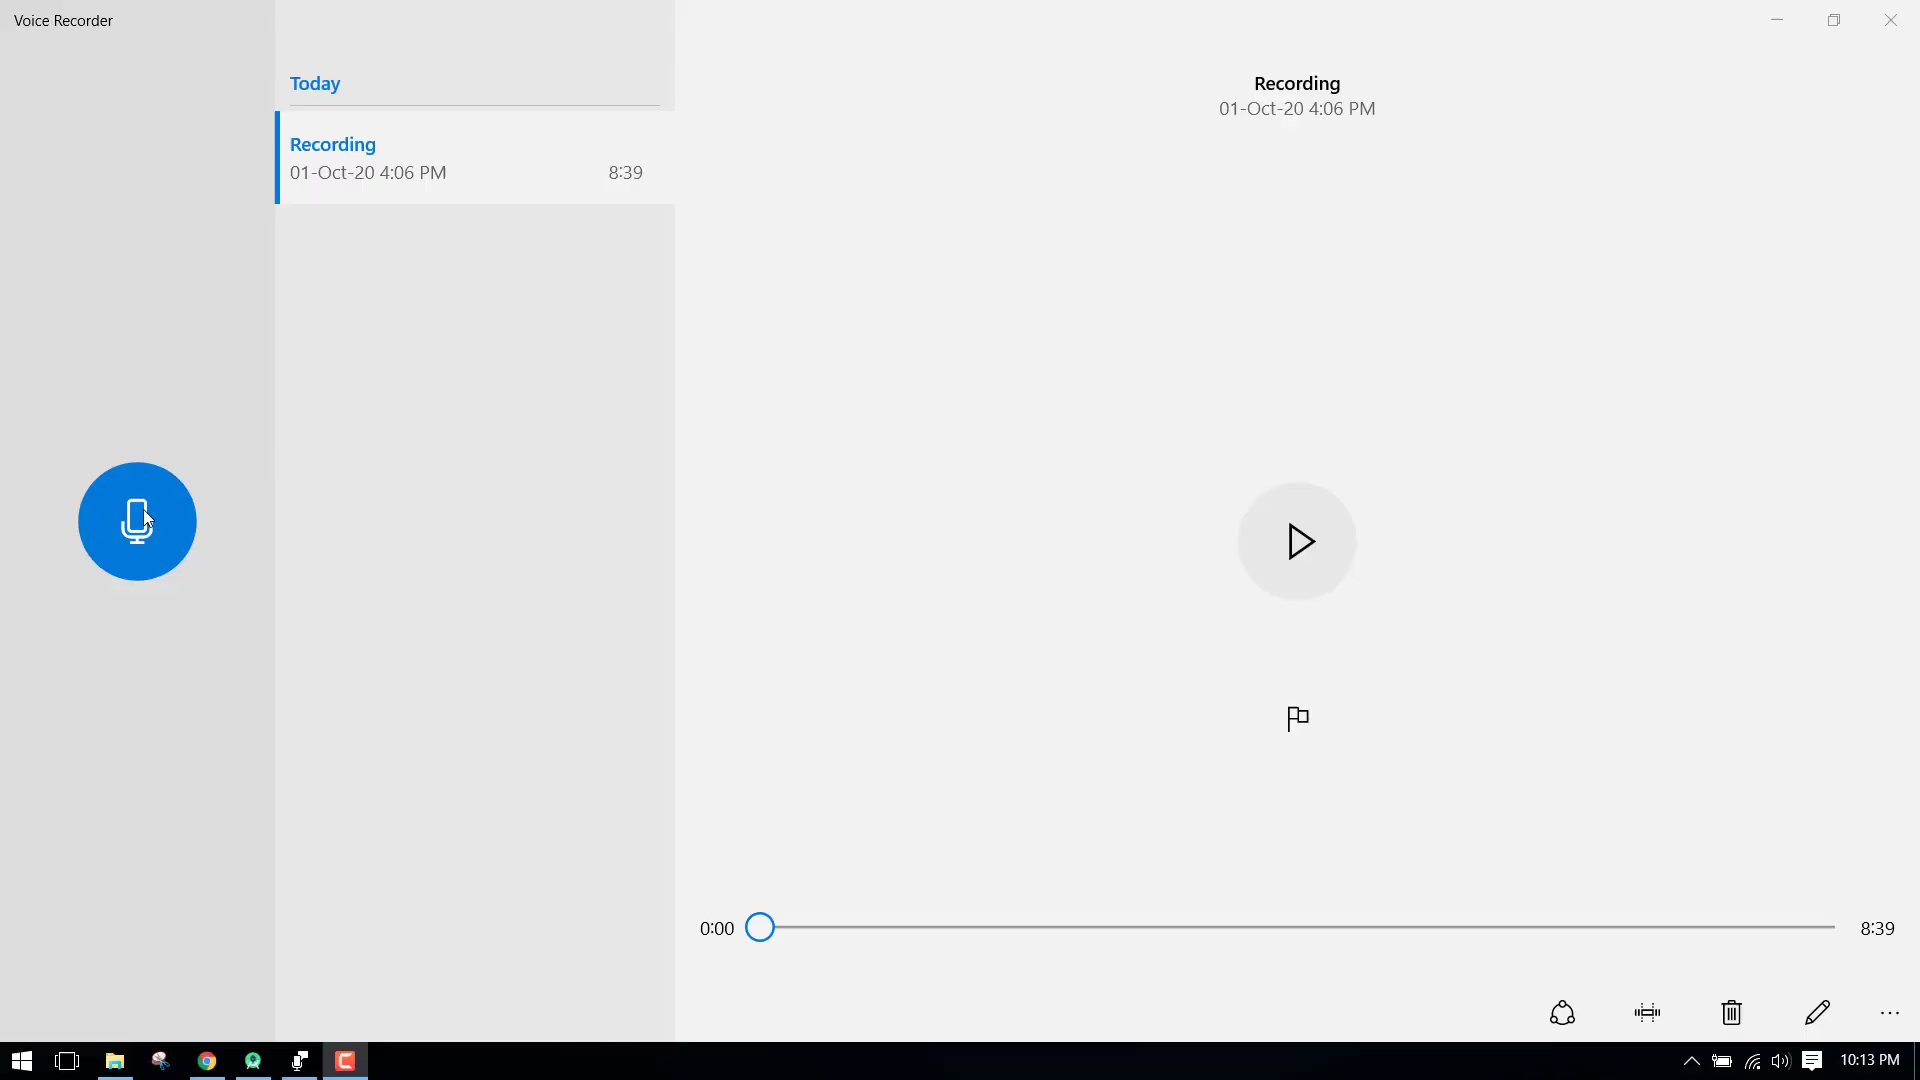 Voice Recorder
Today
Recording
01-Oct-20 4:06 PM 8:39
Recording
01-Oct-20 4:06 PM
0:00 8:39
10:13 PM